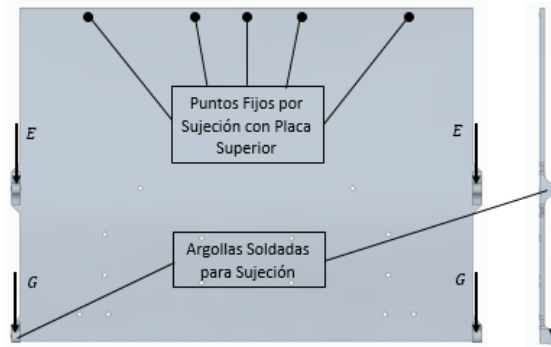 Puntos Fijos por
Sujeción con Placa
Superior
E
E
Argollas Soldadas
para Sujeción
G
G